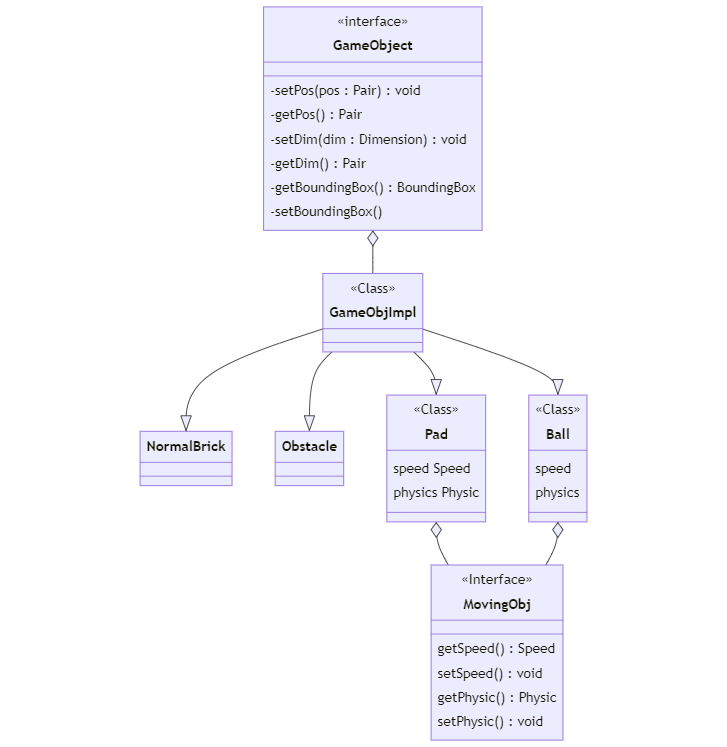 «interface»
GameObject
-setPos(pos : Pair) : void
-getPos() : Pair
-setDim(dim : Dimension) : void
-getDim() : Pair
-getBoundingBox() : BoundingBox
-setBoundingBox()
«Class»
GameObjImpl
NormalBrick
Obstacle
«Class»
Pad
speed Speed
physics Physic
«Class»
Ball
speed
physics
«Interface»
MovingObj
getSpeed() : Speed
setSpeed() : void
getPhysic() : Physic
setPhysic() : void